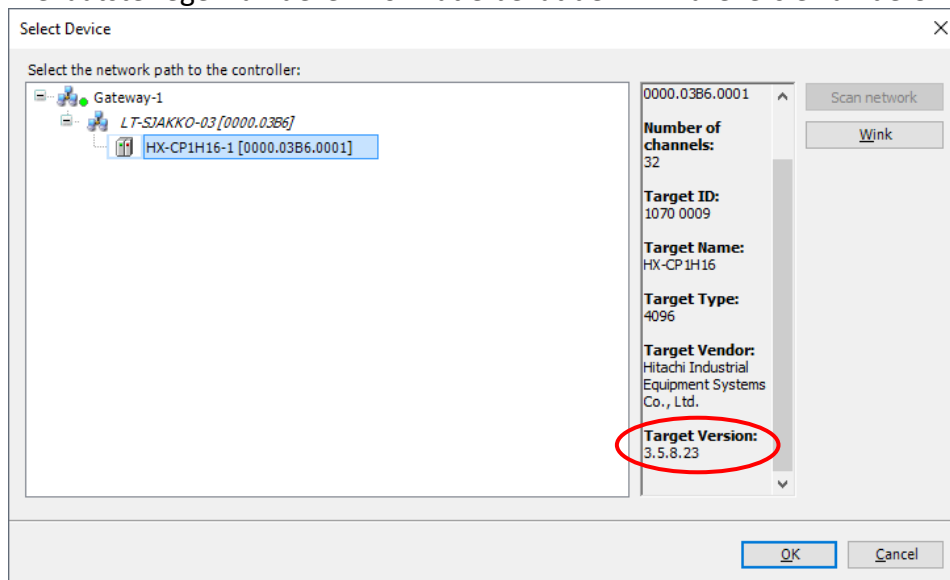 Select Device
Select the network path to the controller:
Gateway-1
LT-SJAKKO-03 [0000.03B6]
HX-CP1H16-1 [0000.03B6.0001]
0000.03B6.0001
Number of
channels:
32
Target ID:
1070 0009
Target Name:
HX-CP1H16
Target Type:
4096
Target Vendor:
Hitachi Industrial
Equipment Systems
Co., Ltd.
Target Version:
3.5.8.23
Scan network
Wink
OK
Cancel